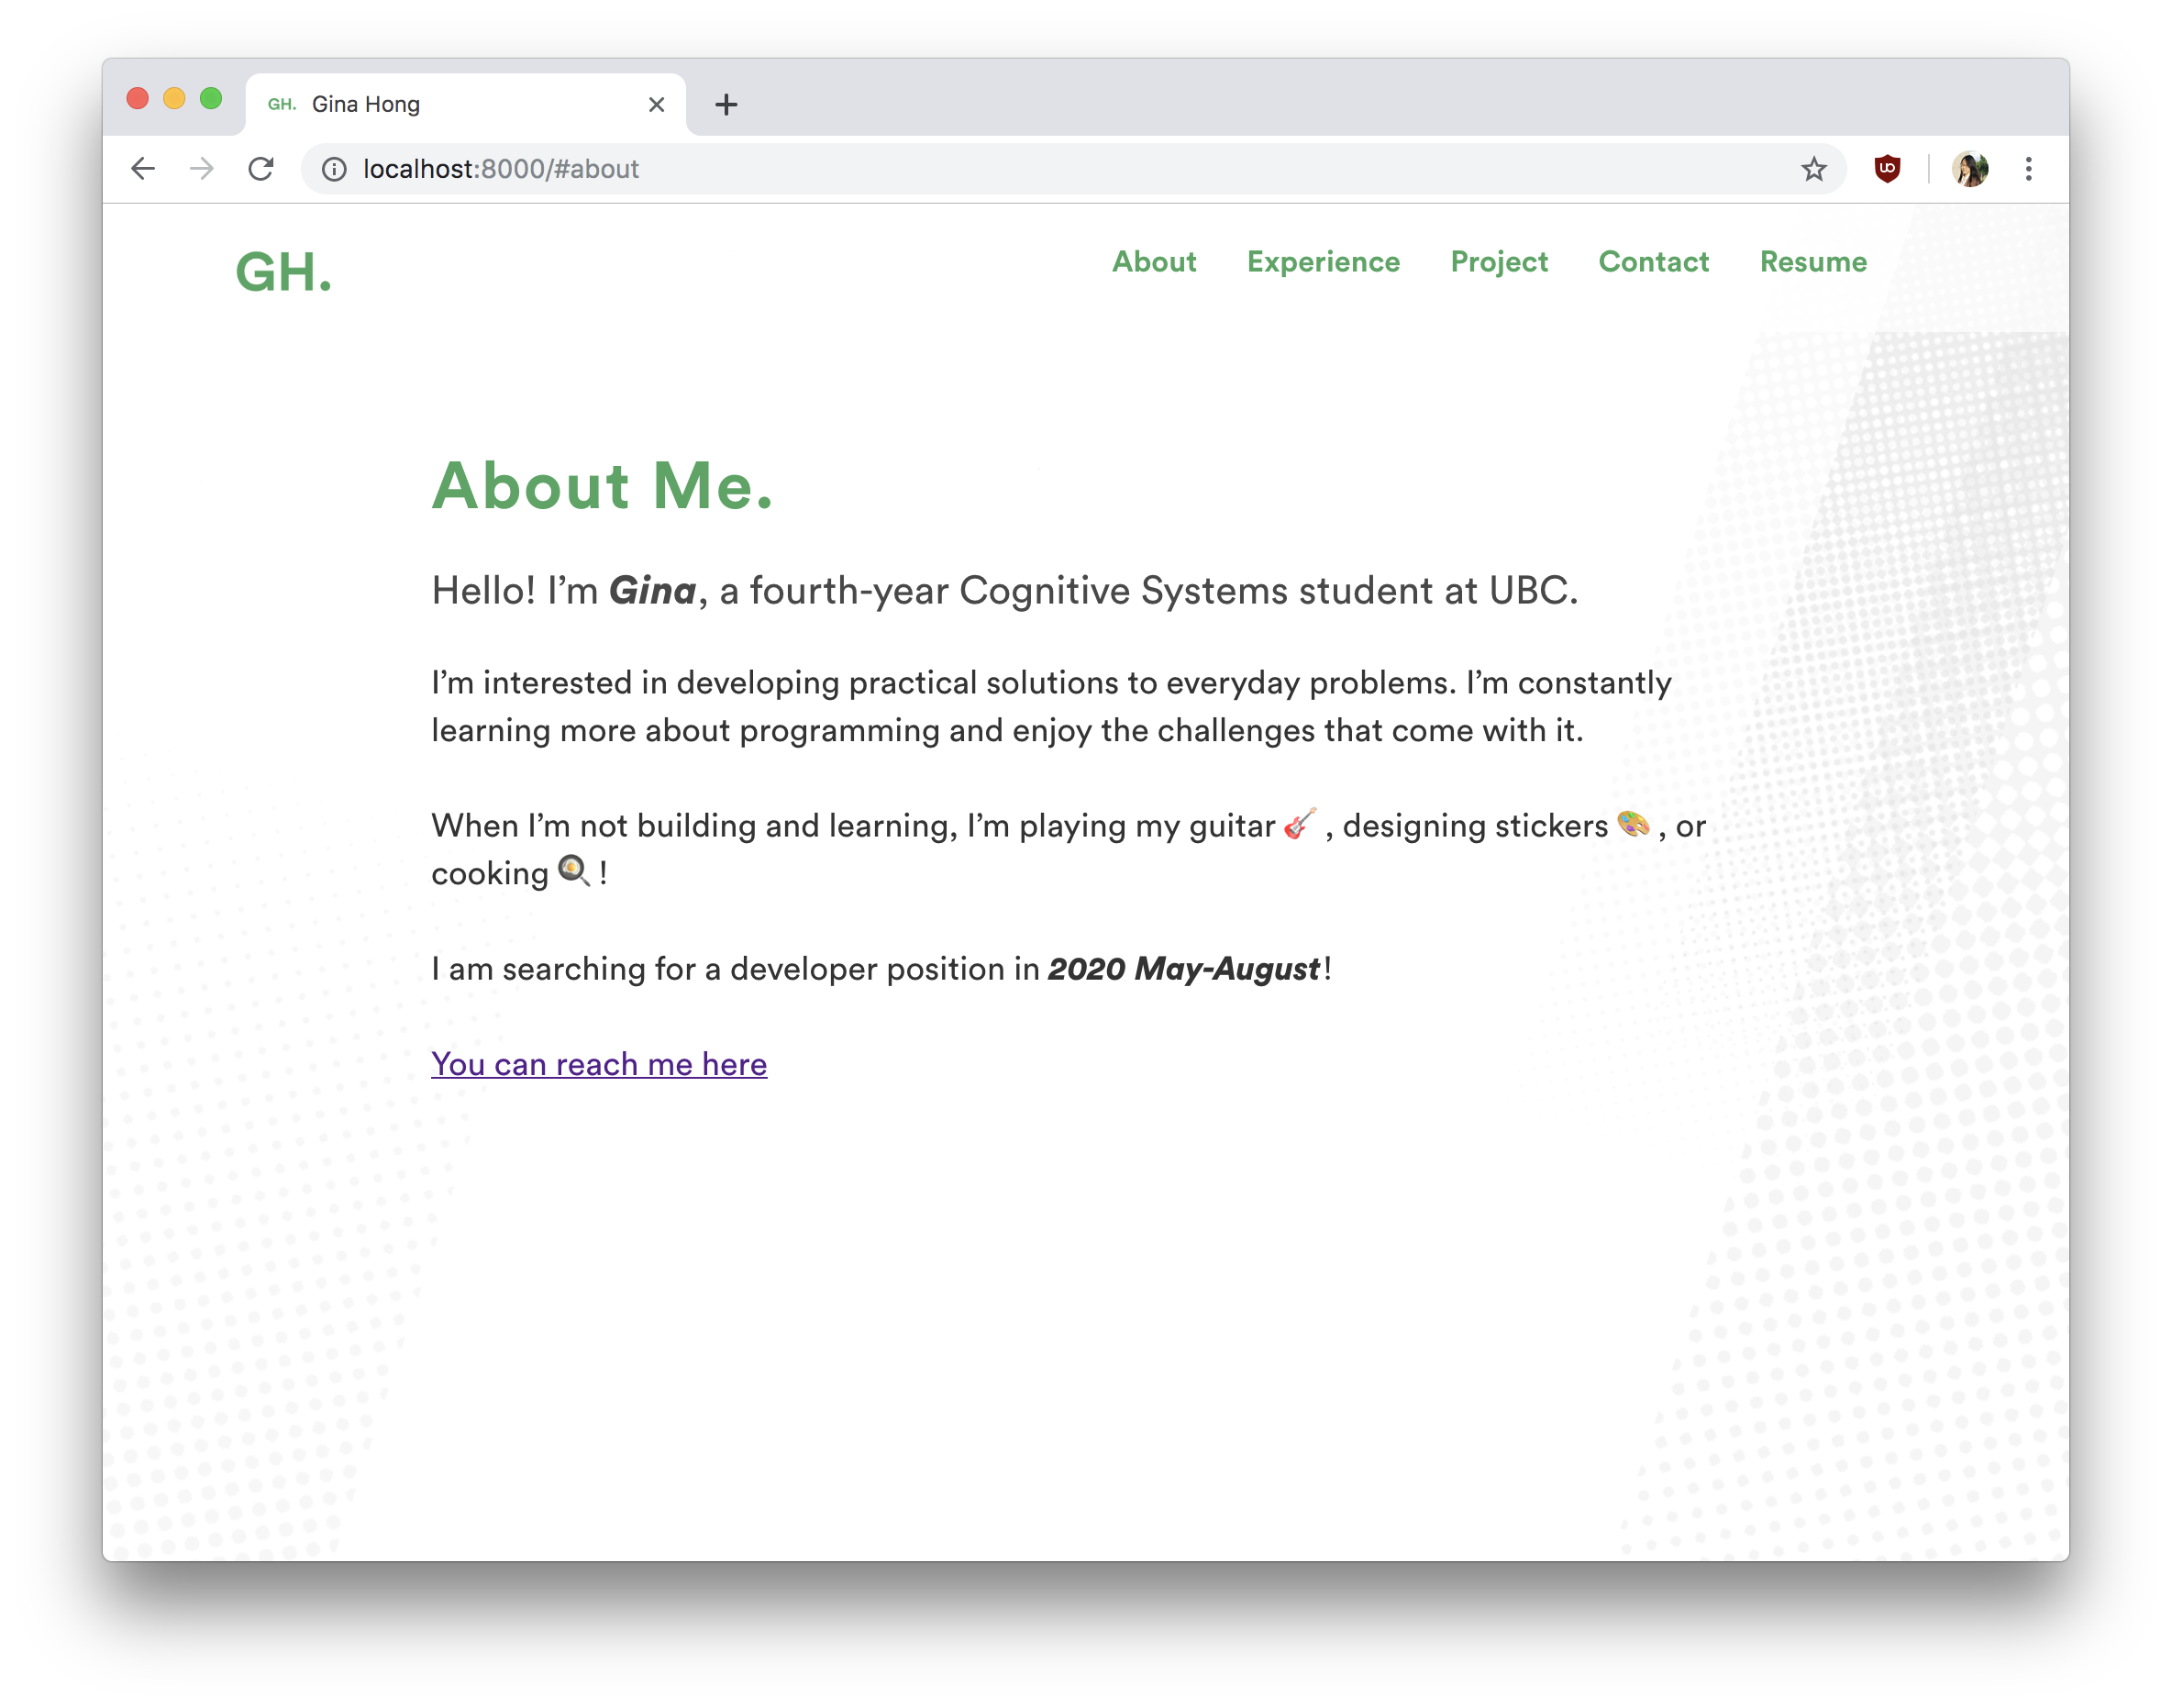 GH. Gina Hong
localhost:8000/#about
GH.
About Experience Project Contact Resume
About Me.
Hello! I’m Gina, a fourth-year Cognitive Systems student at UBC.
I’m interested in developing practical solutions to everyday problems. I’m constantly
learning more about programming and enjoy the challenges that come with it.
When I’m not building and learning, I’m playing my guitar 🎸 , designing stickers 🎨 , or
cooking 🍳 !
I am searching for a developer position in 2020 May-August!
You can reach me here